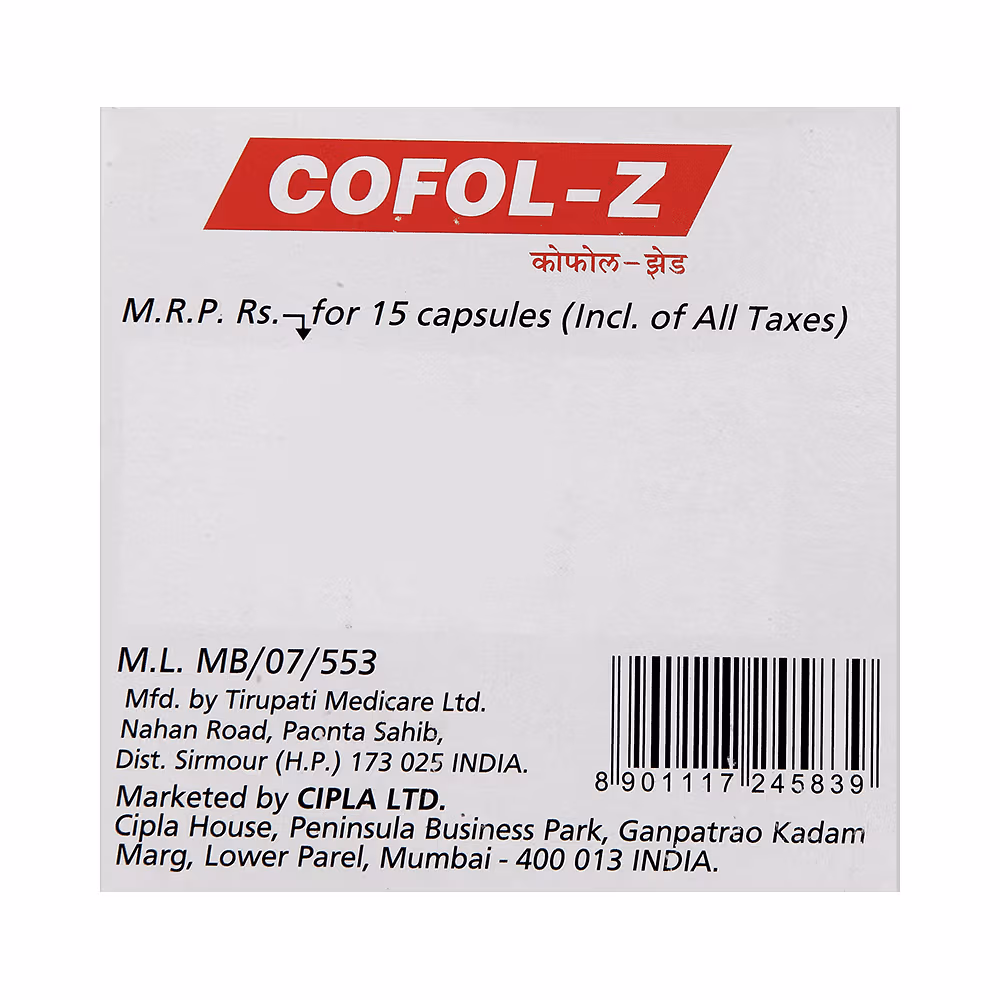 COFOL-Z
कोफोल-झेड
M.R.P. Rs. for 15 capsules (Incl. of All Taxes)
M.L. MB/07/553
Mfd. by Tirupati Medicare Ltd.
Nahan Road, Paonta Sahib,
Dist. Sirmour (H.P.) 173 025 INDIA.
8 901117 245839
Marketed by CIPLA LTD.
Cipla House, Peninsula Business Park, Ganpatrao Kadam
Marg, Lower Parel, Mumbai - 400 013 INDIA.